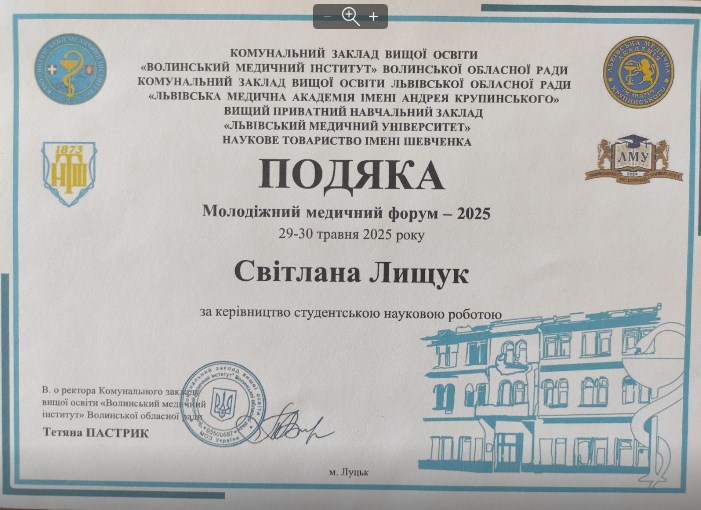 КОМУНАЛЬНИЙ ЗАКЛАД ВИЩОЇ ОСВІТИ
«ВОЛИНСЬКИЙ МЕДИЧНИЙ ІНСТИТУТ» ВОЛИНСЬКОЇ ОБЛАСНОЇ РАДИ
КОМУНАЛЬНИЙ ЗАКЛАД ВИЩОЇ ОСВІТИ ЛЬВІВСЬКОЇ ОБЛАСНОЇ РАДИ
«ЛЬВІВСЬКА МЕДИЧНА АКАДЕМІЯ ІМЕНІ АНДРЕЯ КРУПИНСЬКОГО»
ВИЩИЙ ПРИВАТНИЙ НАВЧАЛЬНИЙ ЗАКЛАД
«ЛЬВІВСЬКИЙ МЕДИЧНИЙ УНІВЕРСИТЕТ»
НАУКОВЕ ТОВАРИСТВО ІМЕНІ ШЕВЧЕНКА
1873
НТШ
ЛМУ
ПОДЯКА
Молодіжний медичний форум – 2025
29-30 травня 2025 року
Світлана Лищук
за керівництво студентською науковою роботою
В. о ректора Комунального закладу
вищої освіти «Волинський медичний
інститут» Волинської обласної ради
Тетяна ПАСТРИК
м. Луцьк